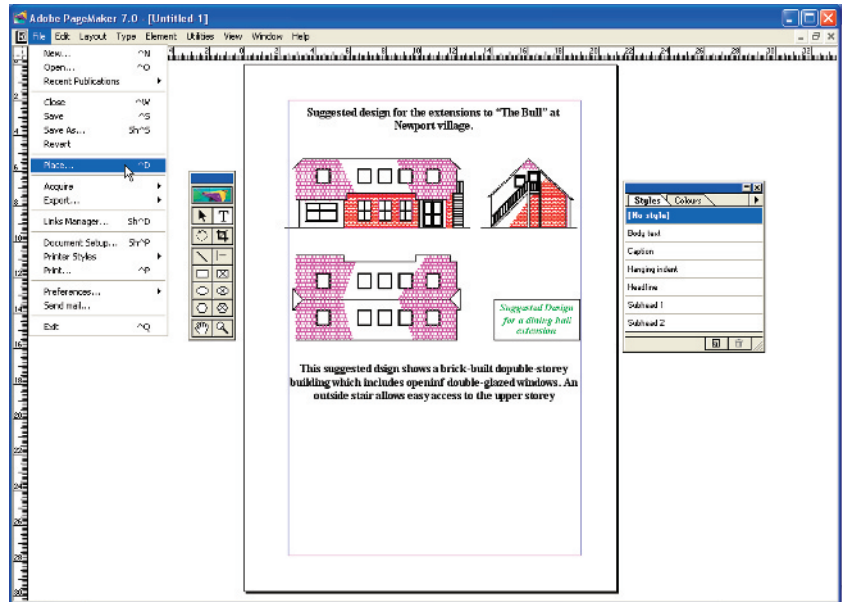 Adobe PageMaker 7.0 - [Untitled 1]
File Edit Layout Type Element Utilities View Window Help
New... ^N
Open... ^O
Recent Publications
Close ^W
Save ^S
Save As... Sh^S
Revert
Place... ^D
Acquire
Export...
Links Manager... Sh^D
Document Setup... Sh^P
Printer Styles
Print... ^P
Preferences...
Send mail...
Exit ^Q
Suggested design for the extensions to "The Bull" at
Newport village.
Suggested Design
for a dining hall
extension
This suggested dsign shows a brick-built dopuble-storey
building which includes openinf double-glazed windows. An
outside stair allows easy access to the upper storey
T
Styles Colours
[No style]
Body text
Caption
Hanging indent
Headline
Subhead 1
Subhead 2